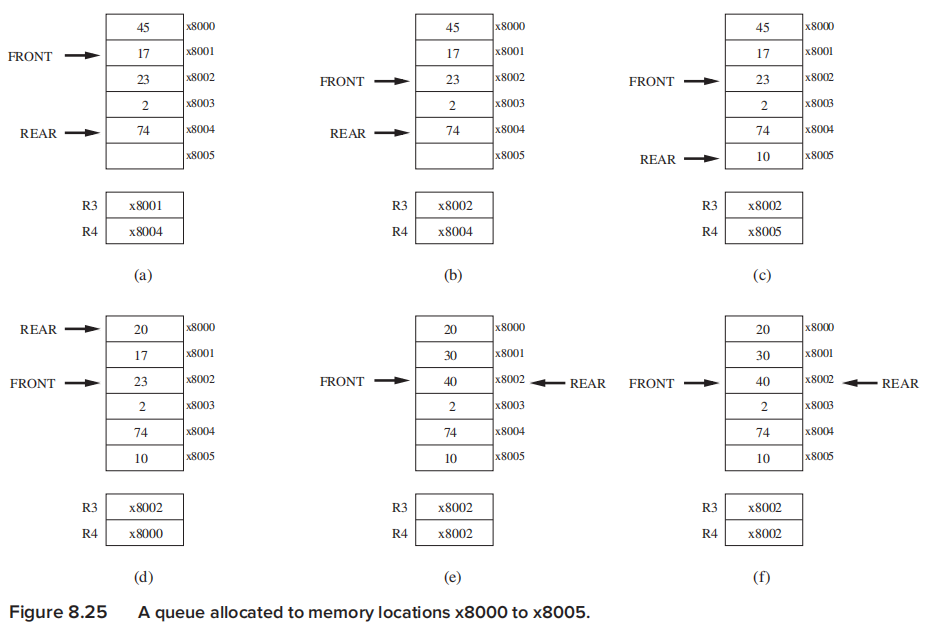 45 x8000 45 x8000 45 x8000
FRONT 17 x8001 17 x8001 17 x8001
23 x8002 FRONT 23 x8002 FRONT 23 x8002
2 x8003 2 x8003 2 x8003
REAR 74 x8004 REAR 74 x8004 74 x8004
x8005 x8005 REAR 10 x8005
R3 x8001 R3 x8002 R3 x8002
R4 x8004 R4 x8004 R4 x8005
(a) (b) (c)
REAR 20 x8000 20 x8000 20 x8000
17 x8001 30 x8001 30 x8001
FRONT 23 x8002 FRONT 40 x8002 REAR FRONT 40 x8002 REAR
2 x8003 2 x8003 2 x8003
74 x8004 74 x8004 74 x8004
10 x8005 10 x8005 10 x8005
R3 x8002 R3 x8002 R3 x8002
R4 x8000 R4 x8002 R4 x8002
(d) (e) (f)
Figure 8.25 A queue allocated to memory locations x8000 to x8005.